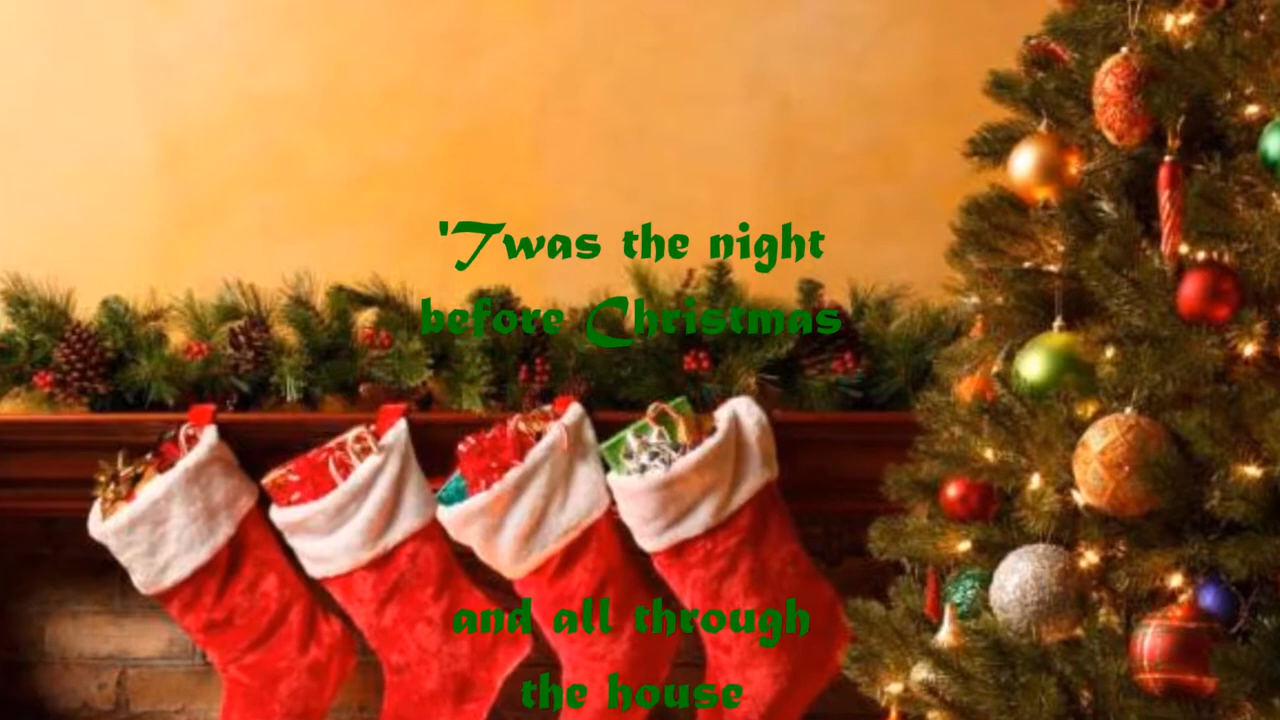 'Twas the night
before Christmas
and all through
the house